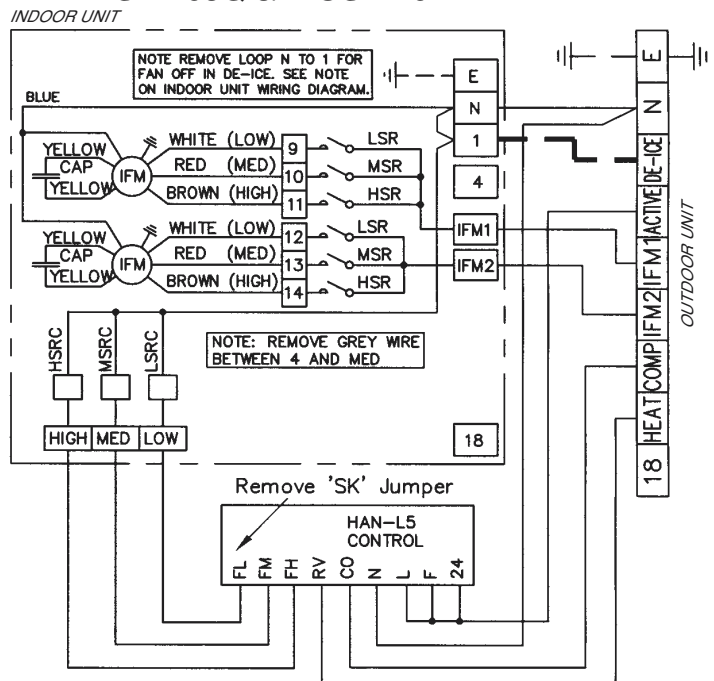 INDOOR UNIT
NOTE REMOVE LOOP N TO 1 FOR
FAN OFF IN DE-ICE. SEE NOTE
ON INDOOR UNIT WIRING DIAGRAM.
BLUE
E
N
1
4
YELLOW
CAP
YELLOW
IFM
WHITE (LOW)
9
LSR
RED (MED)
10
MSR
BROWN (HIGH)
11
HSR
YELLOW
CAP
YELLOW
IFM
WHITE (LOW)
12
LSR
RED (MED)
13
MSR
BROWN (HIGH)
14
HSR
IFM1
IFM2
HSRC
MSRC
LSRC
NOTE: REMOVE GREY WIRE
BETWEEN 4 AND MED
HIGH
MED
LOW
18
E
N
DE-ICE
ACTIVE
IFM1
IFM2
COMP
HEAT
18
OUTDOOR UNIT
Remove 'SK' Jumper
HAN-L5
CONTROL
FL
FM
FH
RV
CO
N
L
F
24